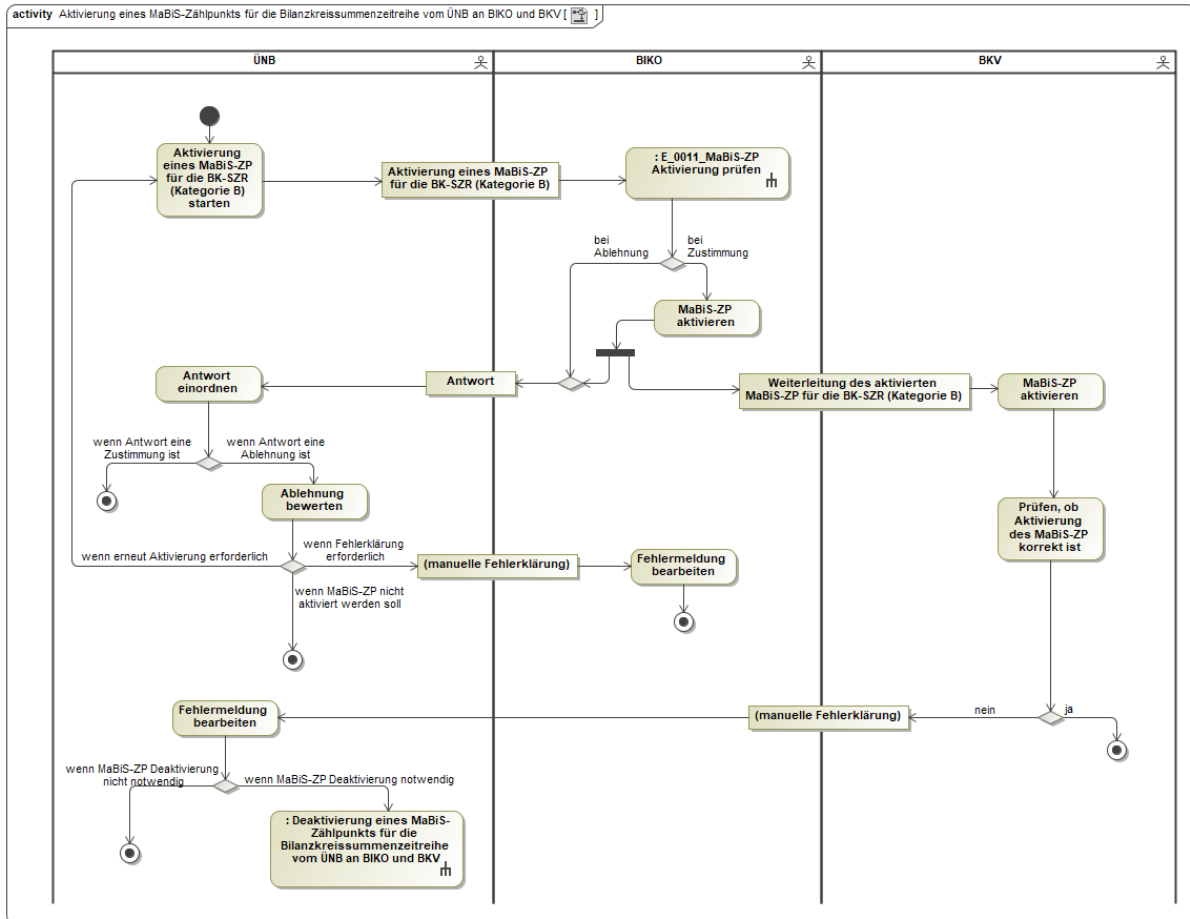 activity Aktivierung eines MaBiS-Zählpunkts für die Bilanzkreissummenzeitreihe vom ÜNB an BIKO und BKV [ ]
ÜNB
BIKO
BKV
Aktivierung
eines MaBiS-ZP
für die BK-SZR
(Kategorie B)
starten
Aktivierung eines MaBiS-ZP
für die BK-SZR (Kategorie B)
: E_0011_MaBiS-ZP
Aktivierung prüfen
bei
Ablehnung
bei
Zustimmung
MaBiS-ZP
aktivieren
Antwort
einordnen
Antwort
Weiterleitung des aktivierten
MaBiS-ZP für die BK-SZR (Kategorie B)
MaBiS-ZP
aktivieren
wenn Antwort eine
Zustimmung ist
wenn Antwort eine
Ablehnung ist
Ablehnung
bewerten
Prüfen, ob
Aktivierung
des MaBiS-ZP
korrekt ist
wenn erneut Aktivierung erforderlich
wenn Fehlerklärung
erforderlich
(manuelle Fehlerklärung)
Fehlermeldung
bearbeiten
wenn MaBiS-ZP nicht
aktiviert werden soll
Fehlermeldung
bearbeiten
(manuelle Fehlerklärung)
nein
ja
wenn MaBiS-ZP Deaktivierung
nicht notwendig
wenn MaBiS-ZP Deaktivierung notwendig
: Deaktivierung eines MaBiS-
Zählpunkts für die
Bilanzkreissummenzeitreihe
vom ÜNB an BIKO und BKV